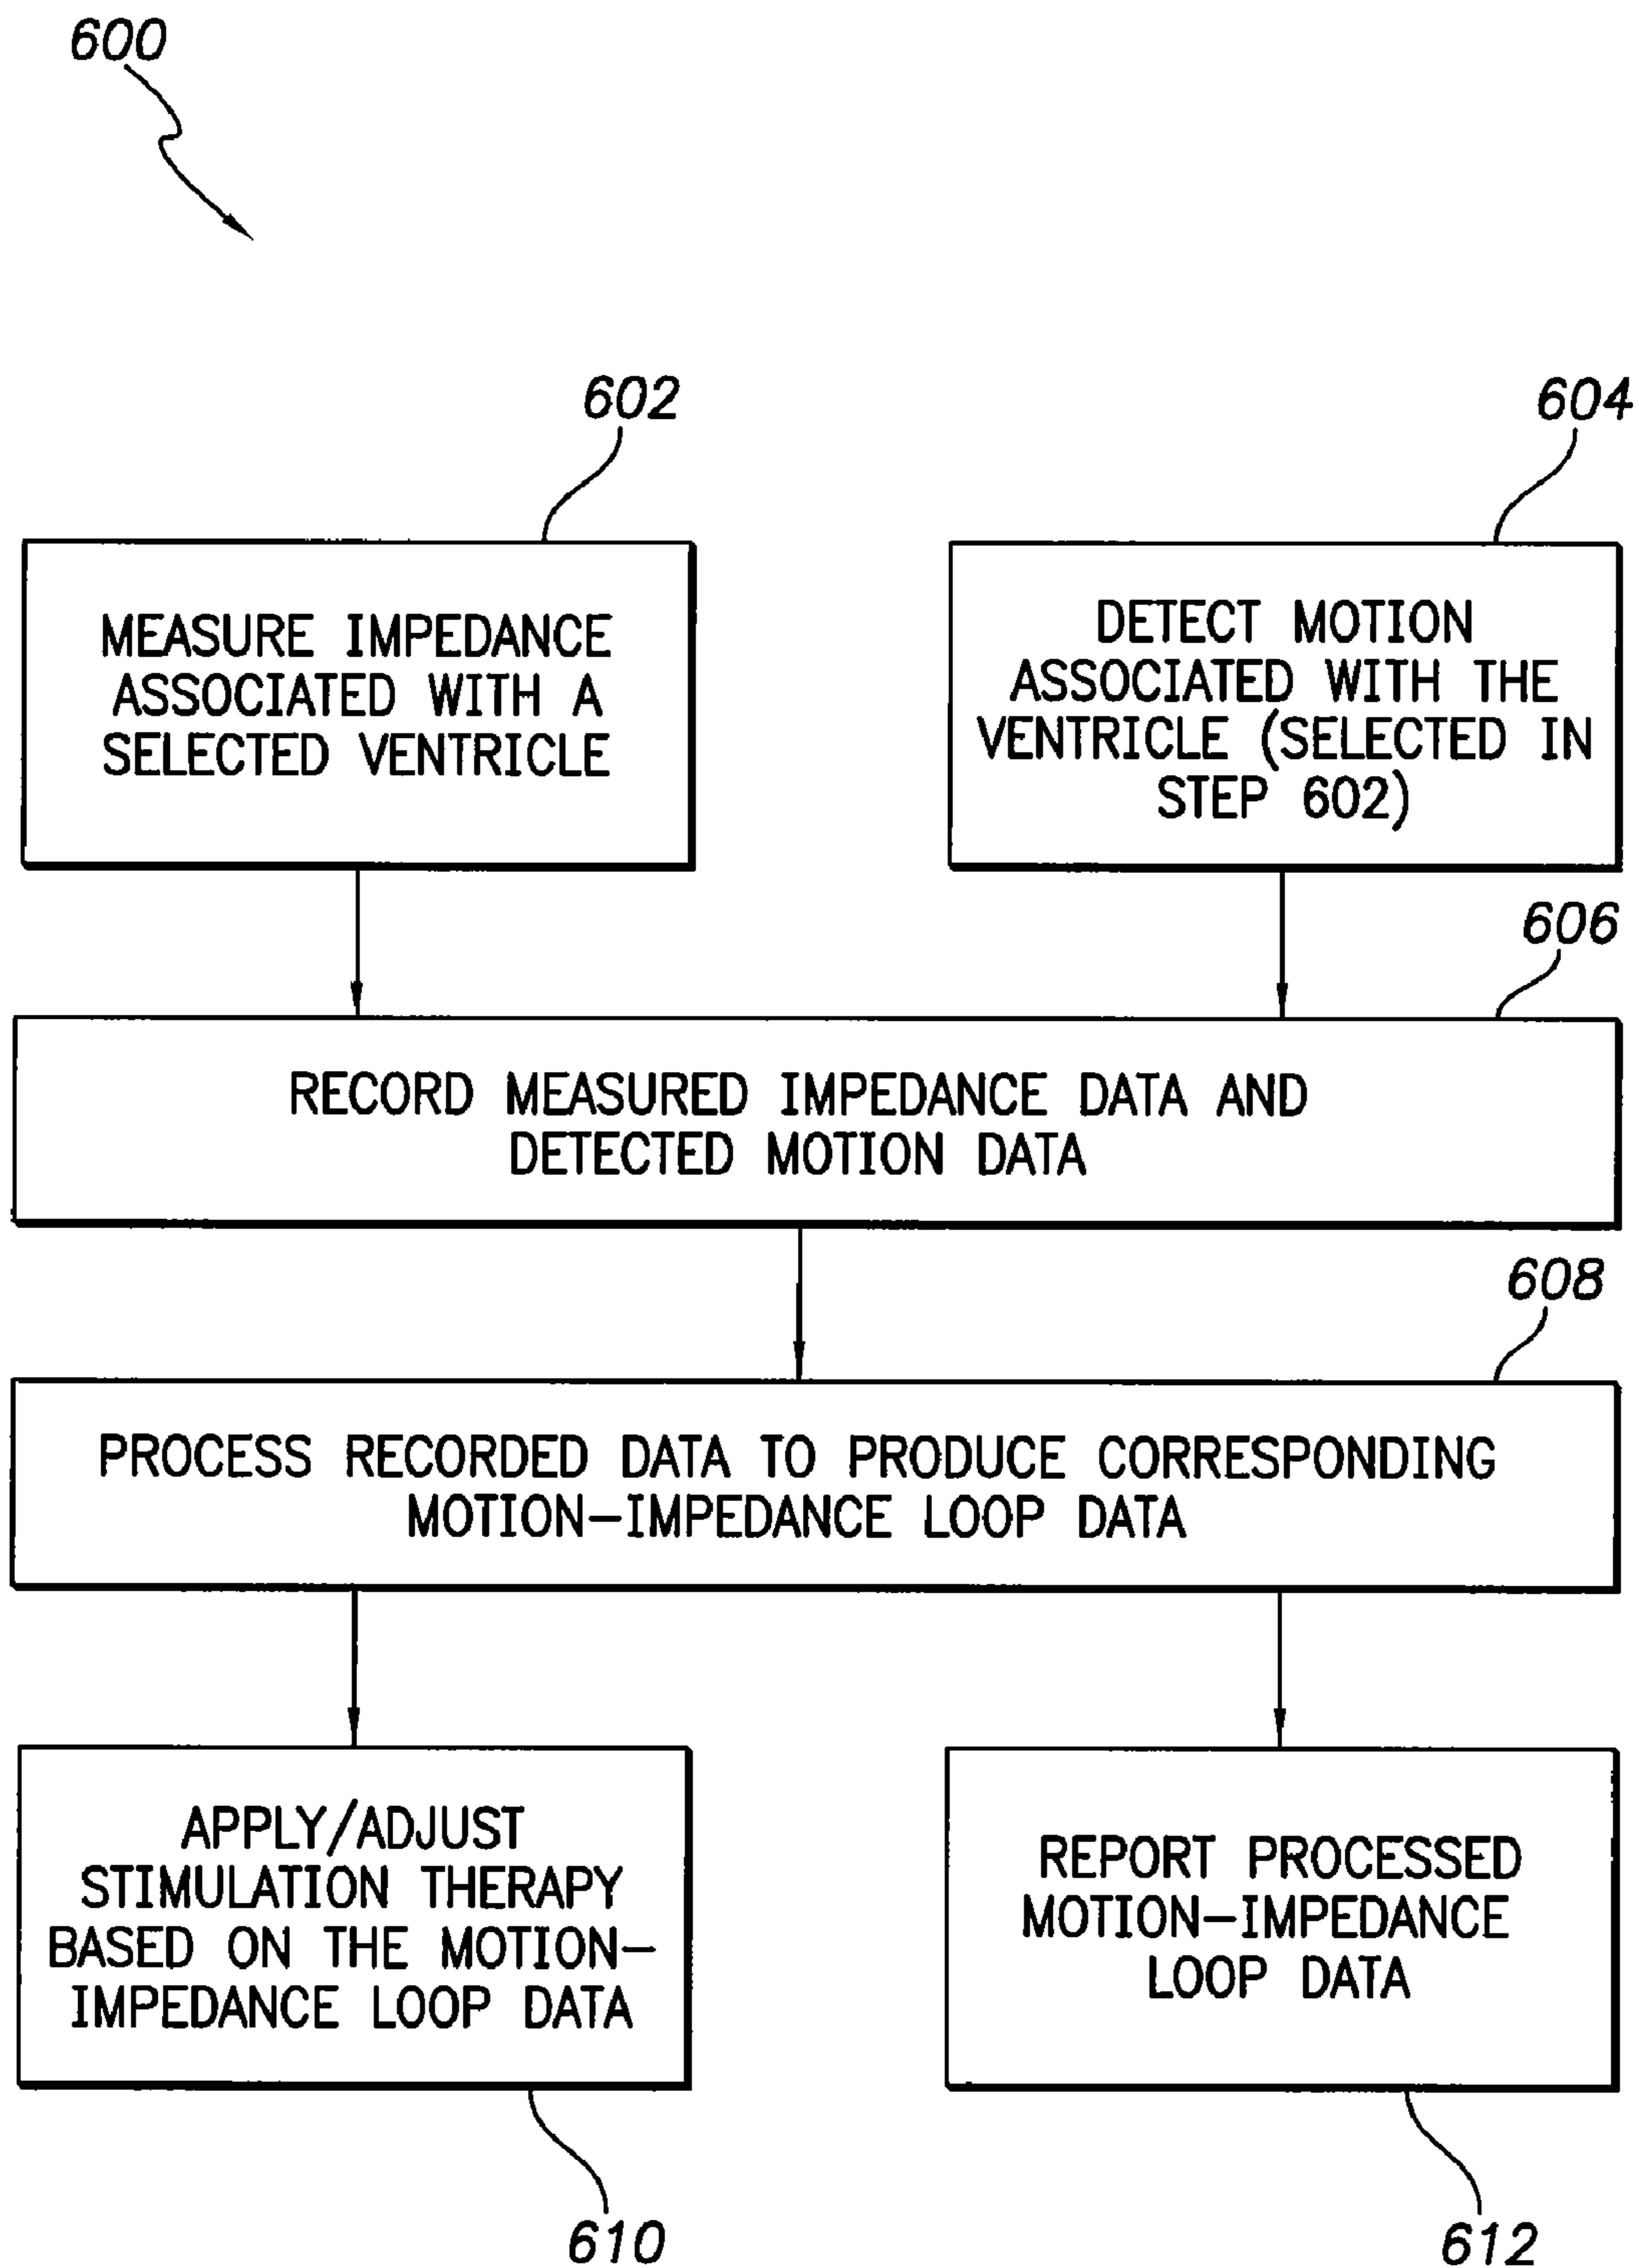 600
602
604
MEASURE IMPEDANCE
ASSOCIATED WITH A
SELECTED VENTRICLE
DETECT MOTION
ASSOCIATED WITH THE
VENTRICLE (SELECTED IN
STEP 602)
606
RECORD MEASURED IMPEDANCE DATA AND
DETECTED MOTION DATA
608
PROCESS RECORDED DATA TO PRODUCE CORRESPONDING
MOTION-IMPEDANCE LOOP DATA
APPLY/ADJUST
STIMULATION THERAPY
BASED ON THE MOTION-
IMPEDANCE LOOP DATA
REPORT PROCESSED
MOTION-IMPEDANCE
LOOP DATA
610
612